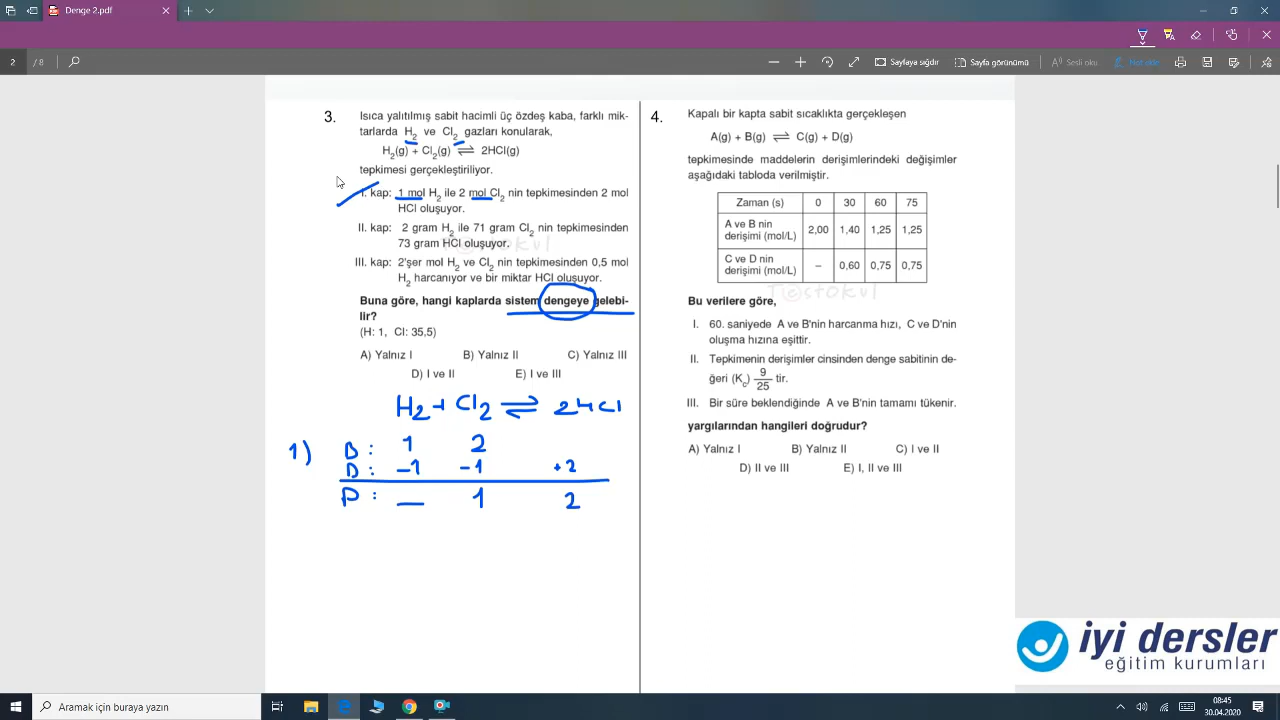 Denge 2.pdf
2 / 8
Sayfaya sığdır
Sayfa görünümü
Sesli oku
Not ekle
3.
Isıca yalıtılmış sabit hacimli üç özdeş kaba, farklı mik-
tarlarda H2 ve Cl2 gazları konularak,
H2(g) + Cl2(g) ⇌ 2HCl(g)
tepkimesi gerçekleştiriliyor.
I. kap: 1 mol H2 ile 2 mol Cl2 nin tepkimesinden 2 mol
HCl oluşuyor.
II. kap: 2 gram H2 ile 71 gram Cl2 nin tepkimesinden
73 gram HCl oluşuyor.
III. kap: 2'şer mol H2 ve Cl2 nin tepkimesinden 0,5 mol
H2 harcanıyor ve bir miktar HCl oluşuyor.
Buna göre, hangi kaplarda sistem dengeye gelebi-
lir?
(H: 1, Cl: 35,5)
A) Yalnız I B) Yalnız II C) Yalnız III
D) I ve II E) I ve III
H2 + Cl2 ⇌ 2HCl
1) B : 1 2
D : -1 -1 +2
D : — 1 2
4.
Kapalı bir kapta sabit sıcaklıkta gerçekleşen
A(g) + B(g) ⇌ C(g) + D(g)
tepkimesinde maddelerin derişimlerindeki değişimler
aşağıdaki tabloda verilmiştir.
Zaman (s) 0 30 60 75
A ve B nin
derişimi (mol/L) 2,00 1,40 1,25 1,25
C ve D nin
derişimi (mol/L) – 0,60 0,75 0,75
T@stokul
Bu verilere göre,
I. 60. saniyede A ve B'nin harcanma hızı, C ve D'nin
oluşma hızına eşittir.
II. Tepkimenin derişimler cinsinden denge sabitinin de-
ğeri (Kc) 9/25 tir.
III. Bir süre beklendiğinde A ve B'nin tamamı tükenir.
yargılarından hangileri doğrudur?
A) Yalnız I B) Yalnız II C) I ve II
D) II ve III E) I, II ve III
iyi dersler
eğitim kurumları
Aramak için buraya yazın
08:45
30.04.2020